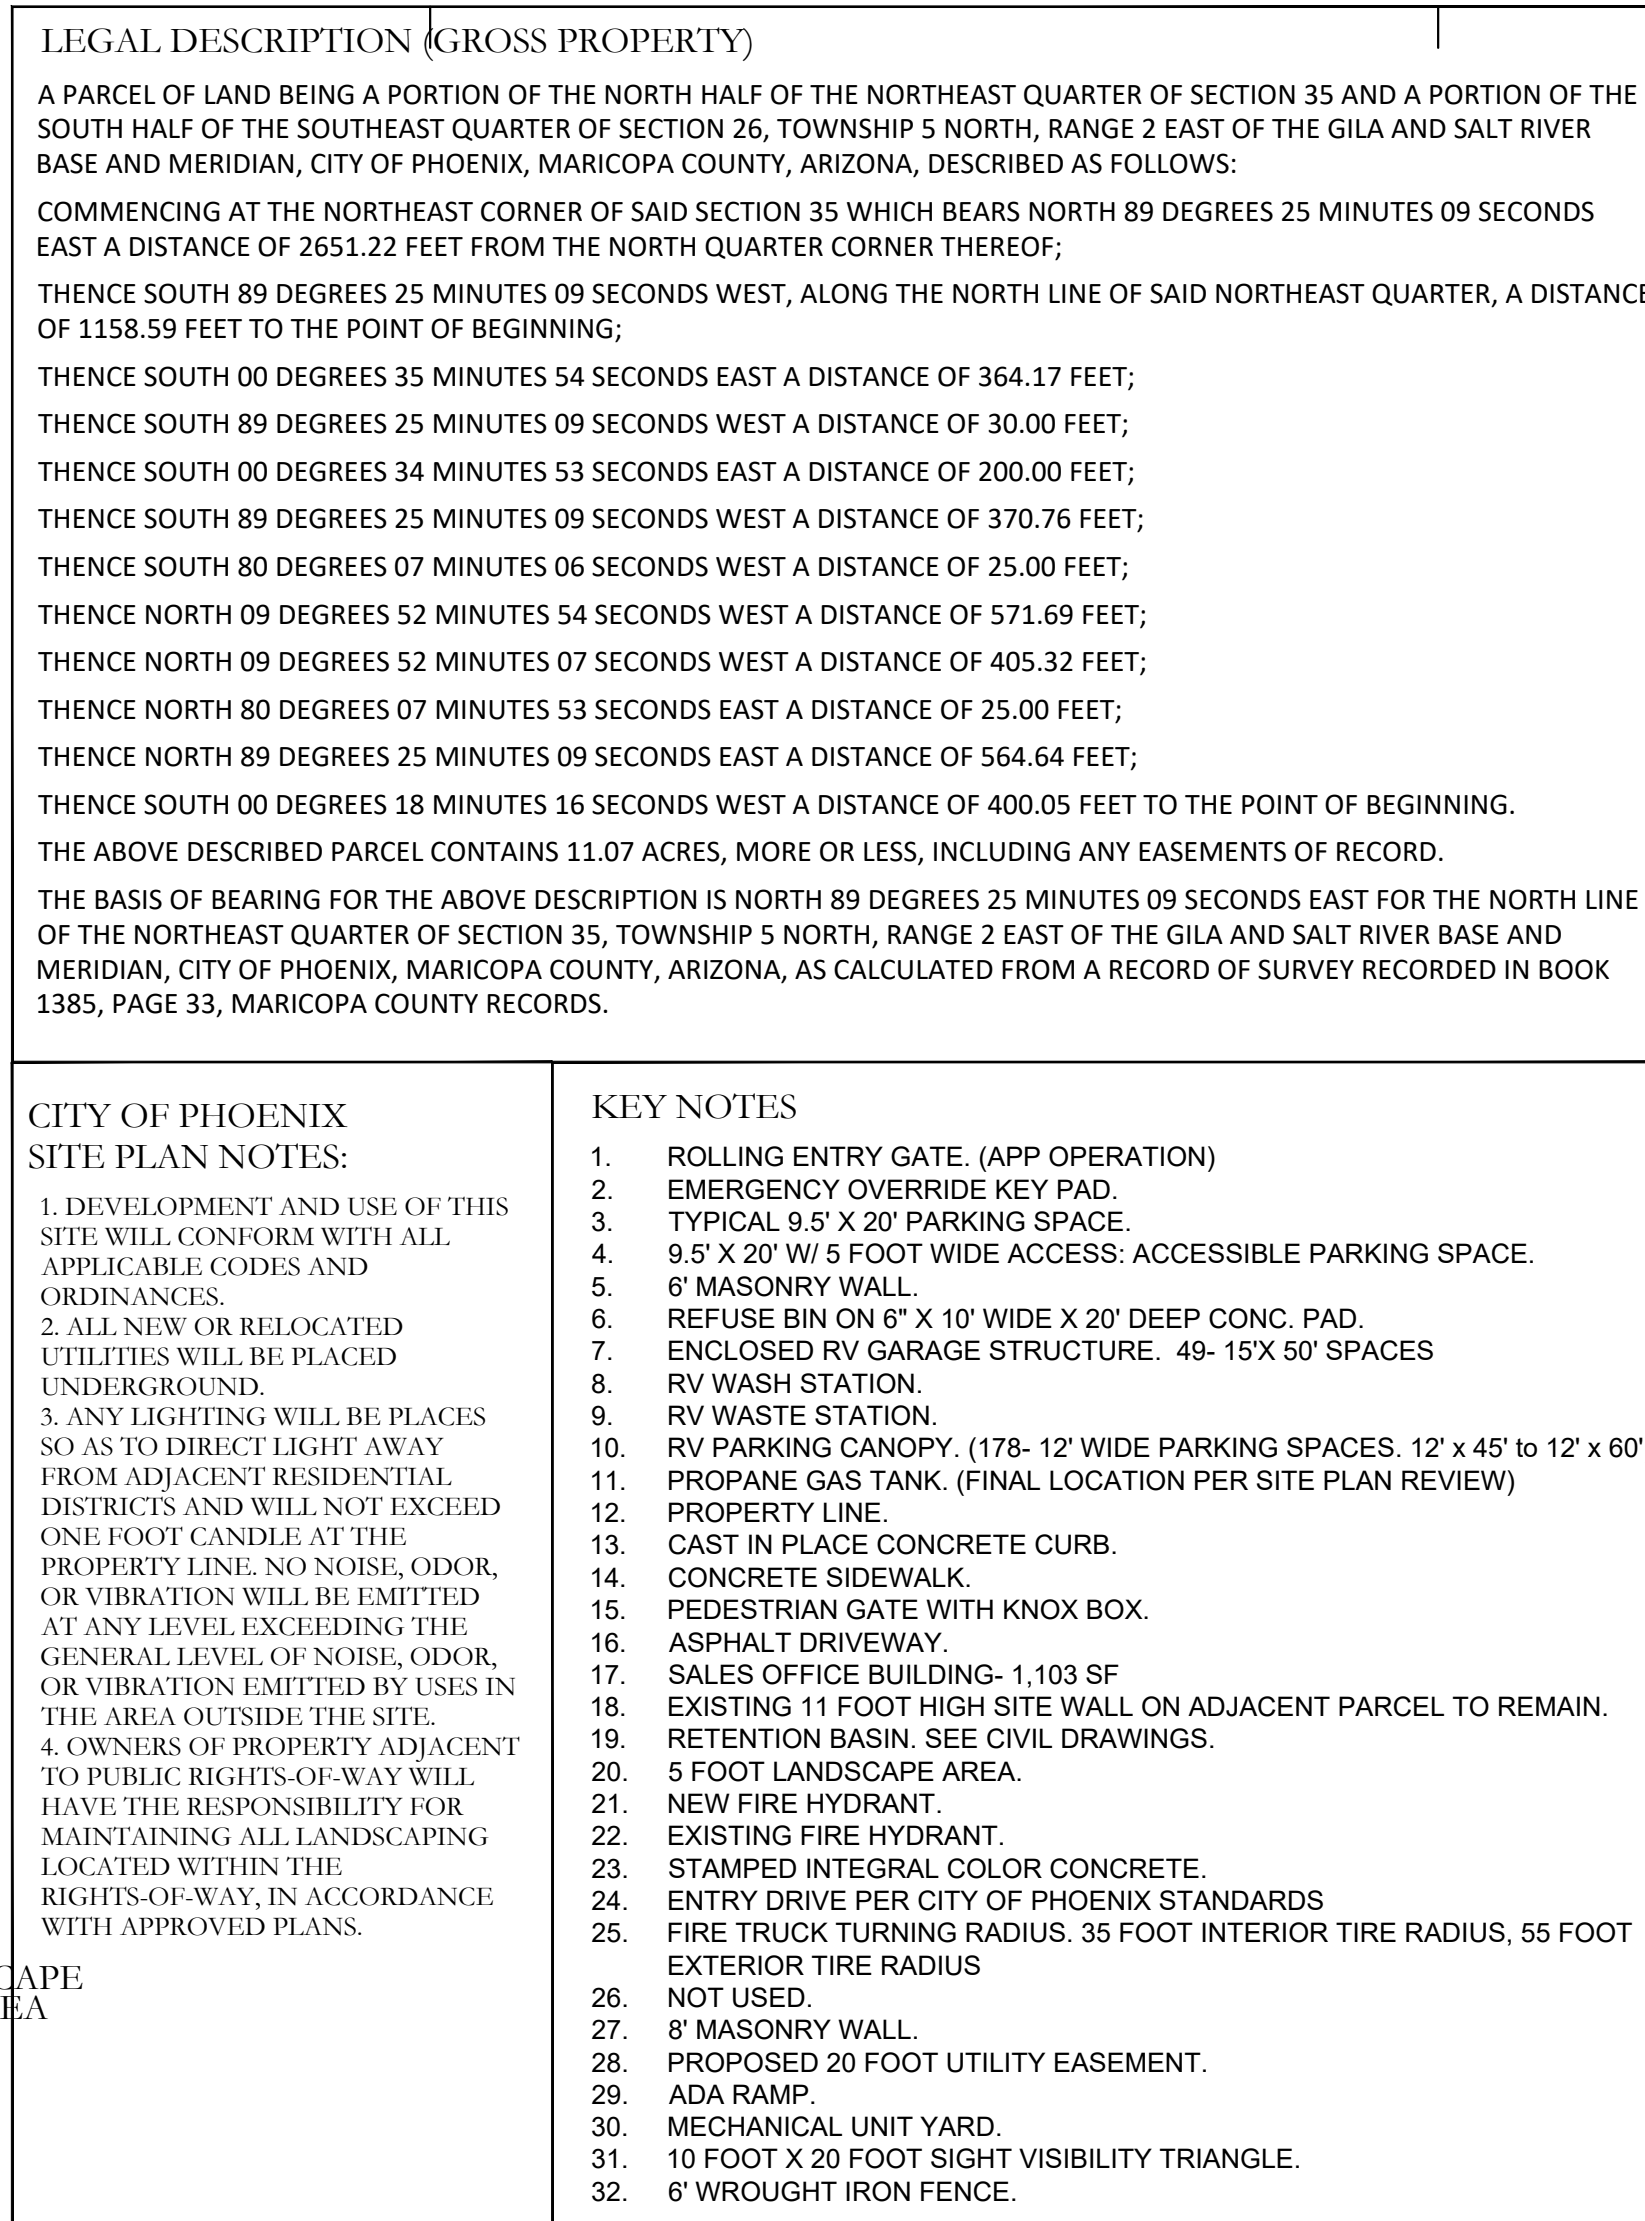 LEGAL DESCRIPTION (GROSS PROPERTY)
A PARCEL OF LAND BEING A PORTION OF THE NORTH HALF OF THE NORTHEAST QUARTER OF SECTION 35 AND A PORTION OF THE
SOUTH HALF OF THE SOUTHEAST QUARTER OF SECTION 26, TOWNSHIP 5 NORTH, RANGE 2 EAST OF THE GILA AND SALT RIVER
BASE AND MERIDIAN, CITY OF PHOENIX, MARICOPA COUNTY, ARIZONA, DESCRIBED AS FOLLOWS:
COMMENCING AT THE NORTHEAST CORNER OF SAID SECTION 35 WHICH BEARS NORTH 89 DEGREES 25 MINUTES 09 SECONDS
EAST A DISTANCE OF 2651.22 FEET FROM THE NORTH QUARTER CORNER THEREOF;
THENCE SOUTH 89 DEGREES 25 MINUTES 09 SECONDS WEST, ALONG THE NORTH LINE OF SAID NORTHEAST QUARTER, A DISTANCE
OF 1158.59 FEET TO THE POINT OF BEGINNING;
THENCE SOUTH 00 DEGREES 35 MINUTES 54 SECONDS EAST A DISTANCE OF 364.17 FEET;
THENCE SOUTH 89 DEGREES 25 MINUTES 09 SECONDS WEST A DISTANCE OF 30.00 FEET;
THENCE SOUTH 00 DEGREES 34 MINUTES 53 SECONDS EAST A DISTANCE OF 200.00 FEET;
THENCE SOUTH 89 DEGREES 25 MINUTES 09 SECONDS WEST A DISTANCE OF 370.76 FEET;
THENCE SOUTH 80 DEGREES 07 MINUTES 06 SECONDS WEST A DISTANCE OF 25.00 FEET;
THENCE NORTH 09 DEGREES 52 MINUTES 54 SECONDS WEST A DISTANCE OF 571.69 FEET;
THENCE NORTH 09 DEGREES 52 MINUTES 07 SECONDS WEST A DISTANCE OF 405.32 FEET;
THENCE NORTH 80 DEGREES 07 MINUTES 53 SECONDS EAST A DISTANCE OF 25.00 FEET;
THENCE NORTH 89 DEGREES 25 MINUTES 09 SECONDS EAST A DISTANCE OF 564.64 FEET;
THENCE SOUTH 00 DEGREES 18 MINUTES 16 SECONDS WEST A DISTANCE OF 400.05 FEET TO THE POINT OF BEGINNING.
THE ABOVE DESCRIBED PARCEL CONTAINS 11.07 ACRES, MORE OR LESS, INCLUDING ANY EASEMENTS OF RECORD.
THE BASIS OF BEARING FOR THE ABOVE DESCRIPTION IS NORTH 89 DEGREES 25 MINUTES 09 SECONDS EAST FOR THE NORTH LINE
OF THE NORTHEAST QUARTER OF SECTION 35, TOWNSHIP 5 NORTH, RANGE 2 EAST OF THE GILA AND SALT RIVER BASE AND
MERIDIAN, CITY OF PHOENIX, MARICOPA COUNTY, ARIZONA, AS CALCULATED FROM A RECORD OF SURVEY RECORDED IN BOOK
1385, PAGE 33, MARICOPA COUNTY RECORDS.
CITY OF PHOENIX
SITE PLAN NOTES:
1. DEVELOPMENT AND USE OF THIS
SITE WILL CONFORM WITH ALL
APPLICABLE CODES AND
ORDINANCES.
2. ALL NEW OR RELOCATED
UTILITIES WILL BE PLACED
UNDERGROUND.
3. ANY LIGHTING WILL BE PLACES
SO AS TO DIRECT LIGHT AWAY
FROM ADJACENT RESIDENTIAL
DISTRICTS AND WILL NOT EXCEED
ONE FOOT CANDLE AT THE
PROPERTY LINE. NO NOISE, ODOR,
OR VIBRATION WILL BE EMITTED
AT ANY LEVEL EXCEEDING THE
GENERAL LEVEL OF NOISE, ODOR,
OR VIBRATION EMITTED BY USES IN
THE AREA OUTSIDE THE SITE.
4. OWNERS OF PROPERTY ADJACENT
TO PUBLIC RIGHTS-OF-WAY WILL
HAVE THE RESPONSIBILITY FOR
MAINTAINING ALL LANDSCAPING
LOCATED WITHIN THE
RIGHTS-OF-WAY, IN ACCORDANCE
WITH APPROVED PLANS.
CAPE
EA
KEY NOTES
1. ROLLING ENTRY GATE. (APP OPERATION)
2. EMERGENCY OVERRIDE KEY PAD.
3. TYPICAL 9.5' X 20' PARKING SPACE.
4. 9.5' X 20' W/ 5 FOOT WIDE ACCESS: ACCESSIBLE PARKING SPACE.
5. 6' MASONRY WALL.
6. REFUSE BIN ON 6" X 10' WIDE X 20' DEEP CONC. PAD.
7. ENCLOSED RV GARAGE STRUCTURE. 49- 15'X 50' SPACES
8. RV WASH STATION.
9. RV WASTE STATION.
10. RV PARKING CANOPY. (178- 12' WIDE PARKING SPACES. 12' x 45' to 12' x 60'
11. PROPANE GAS TANK. (FINAL LOCATION PER SITE PLAN REVIEW)
12. PROPERTY LINE.
13. CAST IN PLACE CONCRETE CURB.
14. CONCRETE SIDEWALK.
15. PEDESTRIAN GATE WITH KNOX BOX.
16. ASPHALT DRIVEWAY.
17. SALES OFFICE BUILDING- 1,103 SF
18. EXISTING 11 FOOT HIGH SITE WALL ON ADJACENT PARCEL TO REMAIN.
19. RETENTION BASIN. SEE CIVIL DRAWINGS.
20. 5 FOOT LANDSCAPE AREA.
21. NEW FIRE HYDRANT.
22. EXISTING FIRE HYDRANT.
23. STAMPED INTEGRAL COLOR CONCRETE.
24. ENTRY DRIVE PER CITY OF PHOENIX STANDARDS
25. FIRE TRUCK TURNING RADIUS. 35 FOOT INTERIOR TIRE RADIUS, 55 FOOT
EXTERIOR TIRE RADIUS
26. NOT USED.
27. 8' MASONRY WALL.
28. PROPOSED 20 FOOT UTILITY EASEMENT.
29. ADA RAMP.
30. MECHANICAL UNIT YARD.
31. 10 FOOT X 20 FOOT SIGHT VISIBILITY TRIANGLE.
32. 6' WROUGHT IRON FENCE.